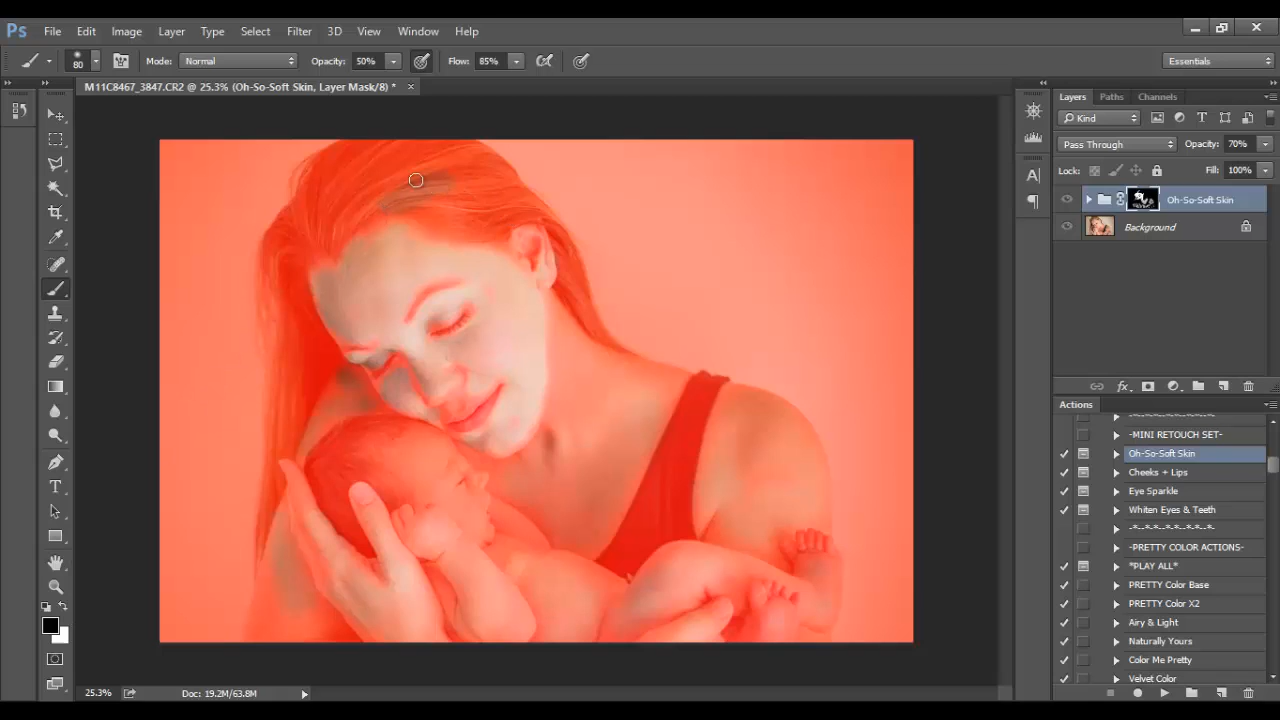 Ps File Edit Image Layer Type Select Filter 3D View Window Help
80 Mode: Normal Opacity: 50% Flow: 85% Essentials
M11C8467_3847.CR2 @ 25.3% (Oh-So-Soft Skin, Layer Mask/8) * ×
Layers Paths Channels
Kind
Pass Through Opacity: 70%
Lock: Fill: 100%
Oh-So-Soft Skin
Background
Actions
-*--*--*--*--*--*--*-
-MINI RETOUCH SET-
Oh-So-Soft Skin
Cheeks + Lips
Eye Sparkle
Whiten Eyes & Teeth
-*--*--*--*--*--*--*-
-PRETTY COLOR ACTIONS-
*PLAY ALL*
PRETTY Color Base
PRETTY Color X2
Airy & Light
Naturally Yours
Color Me Pretty
Velvet Color
25.3% Doc: 19.2M/63.8M